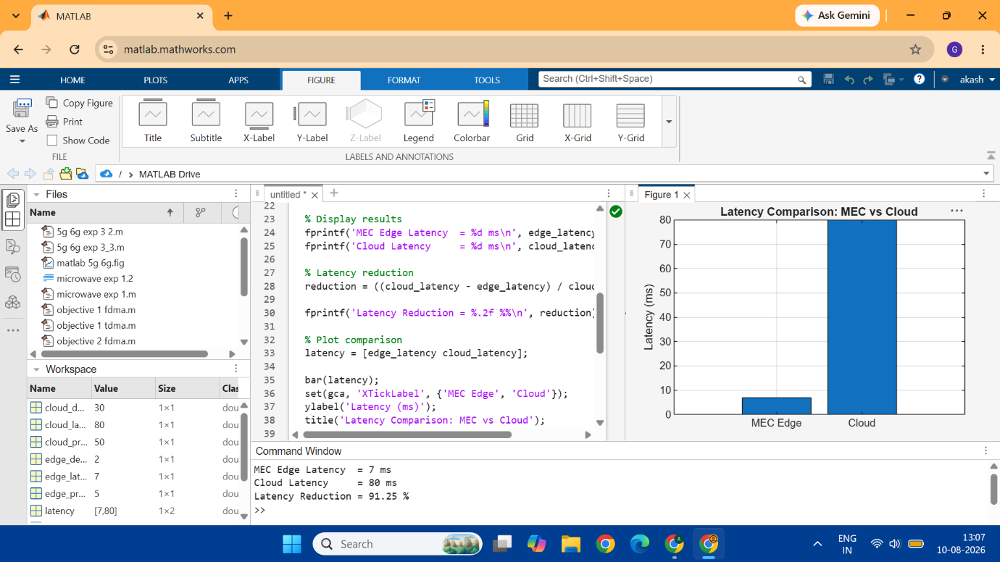 MATLAB
Ask Gemini
matlab.mathworks.com
G
HOME PLOTS APPS FIGURE FORMAT TOOLS
Search (Ctrl+Shift+Space)
akash
Save As
Copy Figure
Print
Show Code
FILE
Title Subtitle X-Label Y-Label Z-Label Legend Colorbar Grid X-Grid Y-Grid
LABELS AND ANNOTATIONS
/ MATLAB Drive
Files
Name
5g 6g exp 3 2.m
5g 6g exp 3_3.m
matlab 5g 6g.fig
microwave exp 1.2
microwave exp 1.m
objective 1 fdma.m
objective 1 tdma.m
objective 2 fdma.m
Workspace
Name Value Size Clas
cloud_d... 30 1×1 dou
cloud_la... 80 1×1 dou
cloud_pr... 50 1×1 dou
edge_de... 2 1×1 dou
edge_lat... 7 1×1 dou
edge_pr... 5 1×1 dou
latency [7,80] 1×2 dou
untitled *
22
23 % Display results
24 fprintf('MEC Edge Latency = %d ms\n', edge_latency
25 fprintf('Cloud Latency = %d ms\n', cloud_latenc
26
27 % Latency reduction
28 reduction = ((cloud_latency - edge_latency) / cloud
29
30 fprintf('Latency Reduction = %.2f %%\n', reduction)
31
32 % Plot comparison
33 latency = [edge_latency cloud_latency];
34
35 bar(latency);
36 set(gca, 'XTickLabel', {'MEC Edge', 'Cloud'});
37 ylabel('Latency (ms)');
38 title('Latency Comparison: MEC vs Cloud');
39
Figure 1
Latency Comparison: MEC vs Cloud
80
70
60
50
40
30
20
10
0
Latency (ms)
MEC Edge Cloud
Command Window
MEC Edge Latency = 7 ms
Cloud Latency = 80 ms
Latency Reduction = 91.25 %
>>
Search
A
ENG
IN
13:07
10-08-2026